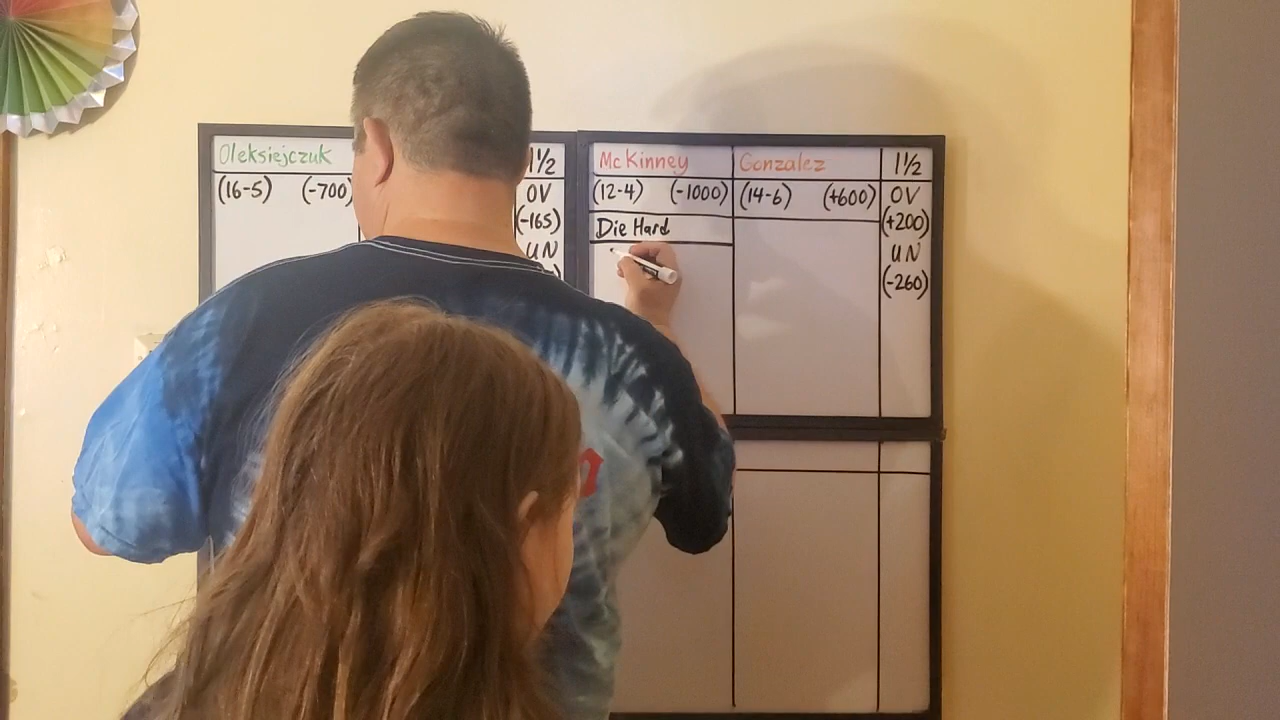 Oleksiejczuk
(16-5) (-700)
1½
OV
(-165)
UN
McKinney Gonzalez 1½
(12-4) (-1000) (14-6) (+600) OV
Die Hard (+200)
UN
(-260)